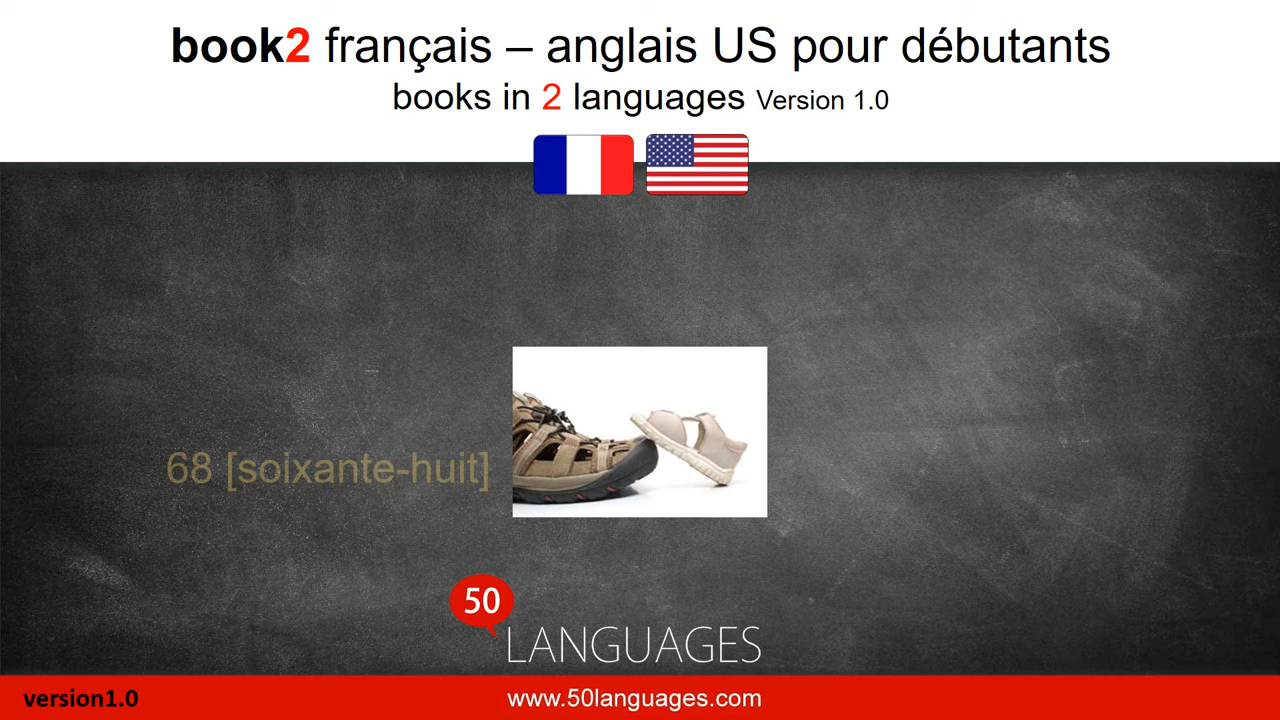 book2 français – anglais US pour débutants
books in 2 languages Version 1.0
68 [soixante-huit]
50
LANGUAGES
version1.0
www.50languages.com